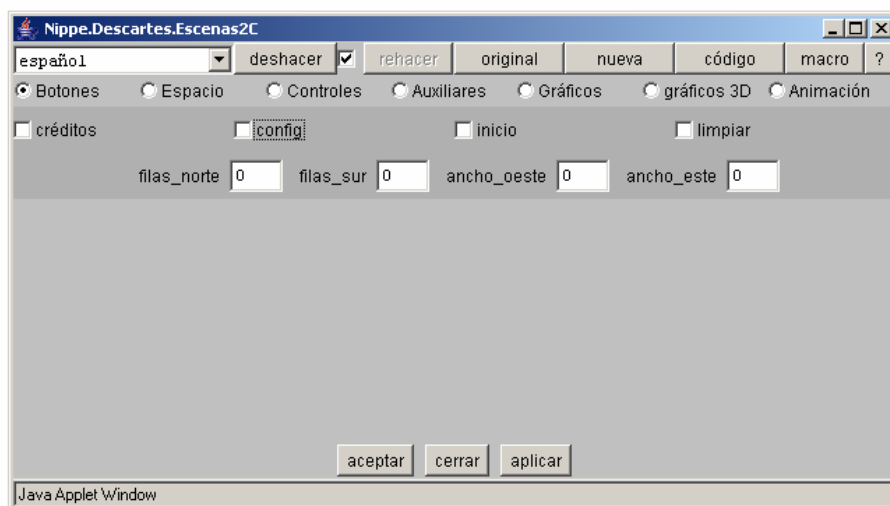 Nippe.Descartes.Escenas2C
español deshacer rehacer original nueva código macro ?
Botones Espacio Controles Auxiliares Gráficos gráficos 3D Animación
créditos config inicio limpiar
filas_norte 0 filas_sur 0 ancho_oeste 0 ancho_este 0
aceptar cerrar aplicar
Java Applet Window